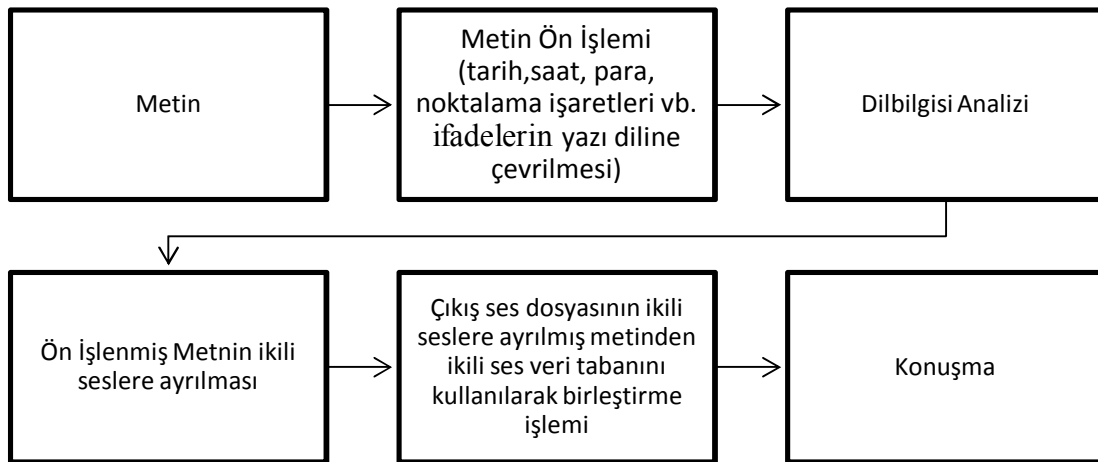 Metin
Metin Ön İşlemi
(tarih,saat, para,
noktalama işaretleri vb.
ifadelerin yazı diline
çevrilmesi)
Dilbilgisi Analizi
Ön İşlenmiş Metnin ikili
seslere ayrılması
Çıkış ses dosyasının ikili
seslere ayrılmış metinden
ikili ses veri tabanını
kullanılarak birleştirme
işlemi
Konuşma